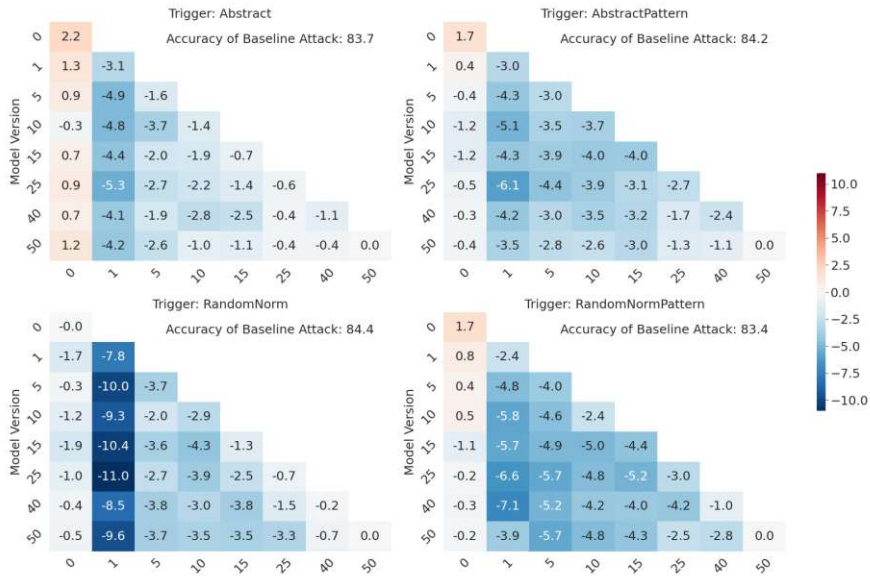 Trigger: Abstract
Accuracy of Baseline Attack: 83.7
Model Version
0 2.2
1 1.3 -3.1
5 0.9 -4.9 -1.6
10 -0.3 -4.8 -3.7 -1.4
15 0.7 -4.4 -2.0 -1.9 -0.7
25 0.9 -5.3 -2.7 -2.2 -1.4 -0.6
40 0.7 -4.1 -1.9 -2.8 -2.5 -0.4 -1.1
50 1.2 -4.2 -2.6 -1.0 -1.1 -0.4 -0.4 0.0
0 1 5 10 15 25 40 50
Trigger: AbstractPattern
Accuracy of Baseline Attack: 84.2
Model Version
0 1.7
1 0.4 -3.0
5 -0.4 -4.3 -3.0
10 -1.2 -5.1 -3.5 -3.7
15 -1.2 -4.3 -3.9 -4.0 -4.0
25 -0.5 -6.1 -4.4 -3.9 -3.1 -2.7
40 -0.3 -4.2 -3.0 -3.5 -3.2 -1.7 -2.4
50 -0.4 -3.5 -2.8 -2.6 -3.0 -1.3 -1.1 0.0
0 1 5 10 15 25 40 50
Trigger: RandomNorm
Accuracy of Baseline Attack: 84.4
Model Version
0 -0.0
1 -1.7 -7.8
5 -0.3 -10.0 -3.7
10 -1.2 -9.3 -2.0 -2.9
15 -1.9 -10.4 -3.6 -4.3 -1.3
25 -1.0 -11.0 -2.7 -3.9 -2.5 -0.7
40 -0.4 -8.5 -3.8 -3.0 -3.8 -1.5 -0.2
50 -0.5 -9.6 -3.7 -3.5 -3.5 -3.3 -0.7 0.0
0 1 5 10 15 25 40 50
Trigger: RandomNormPattern
Accuracy of Baseline Attack: 83.4
Model Version
0 1.7
1 0.8 -2.4
5 0.4 -4.8 -4.0
10 0.5 -5.8 -4.6 -2.4
15 -1.1 -5.7 -4.9 -5.0 -4.4
25 -0.2 -6.6 -5.7 -4.8 -5.2 -3.0
40 -0.3 -7.1 -5.2 -4.2 -4.0 -4.2 -1.0
50 -0.2 -3.9 -5.7 -4.8 -4.3 -2.5 -2.8 0.0
0 1 5 10 15 25 40 50
10.0
7.5
5.0
2.5
0.0
−2.5
−5.0
−7.5
−10.0